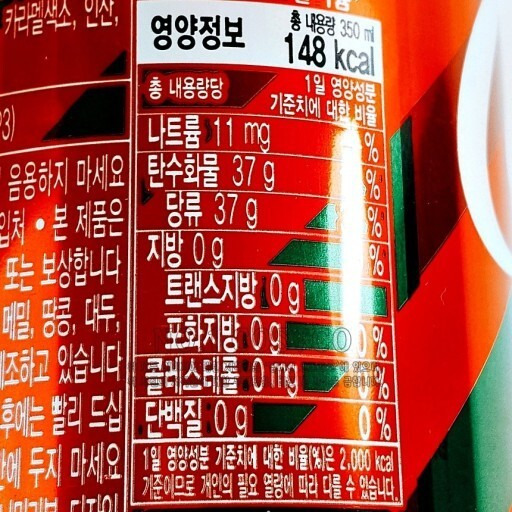 카라멜색소, 인산,
음용하지 마세요
입처 • 본 제품은
또는 보상합니다
메밀, 땅콩, 대두,
제조하고 있습니다
후에는 빨리 드십
에 두지 마세요
영양정보
총 내용량 350 ml
148 kcal
총 내용량당
1일 영양성분
기준치에 대한 비율
나트륨 11 mg %
탄수화물 37 g %
당류 37 g %
지방 0 g %
트랜스지방 0 g
포화지방 0 g 0 %
콜레스테롤 0 mg %
단백질 0 g 0 %
1일 영양성분 기준치에 대한 비율(%)은 2,000 kcal
기준이므로 개인의 필요 열량에 따라 다를 수 있습니다.